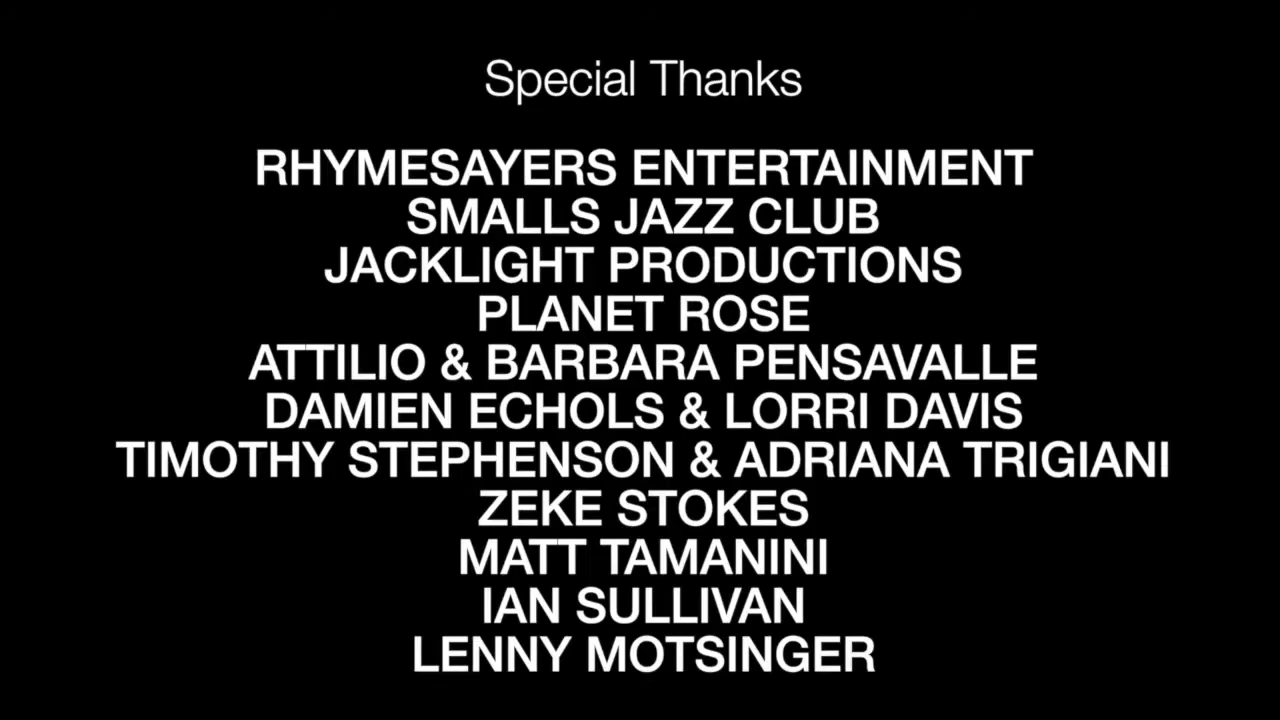 Special Thanks
RHYMESAYERS ENTERTAINMENT
SMALLS JAZZ CLUB
JACKLIGHT PRODUCTIONS
PLANET ROSE
ATTILIO & BARBARA PENSAVALLE
DAMIEN ECHOLS & LORRI DAVIS
TIMOTHY STEPHENSON & ADRIANA TRIGIANI
ZEKE STOKES
MATT TAMANINI
IAN SULLIVAN
LENNY MOTSINGER